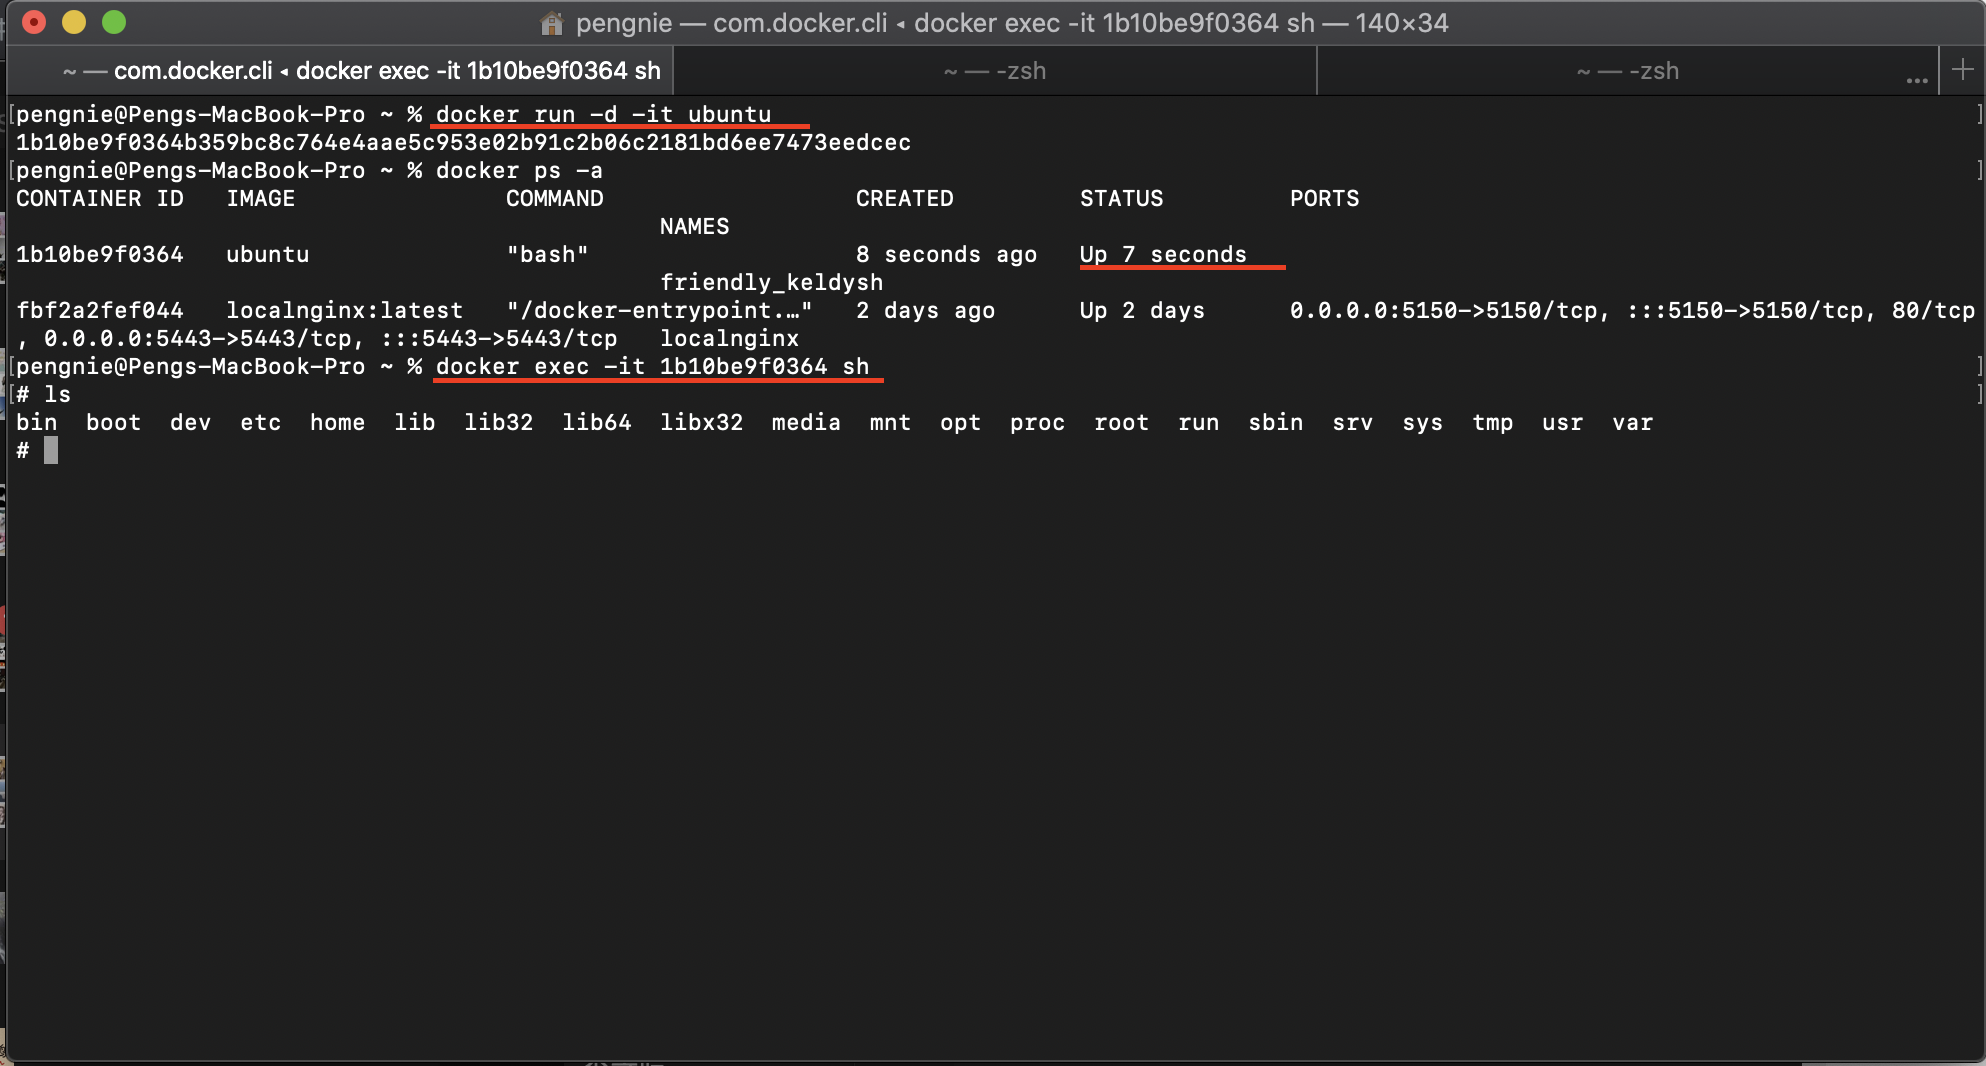 pengnie — com.docker.cli ◂ docker exec -it 1b10be9f0364 sh — 140×34
~ — com.docker.cli ◂ docker exec -it 1b10be9f0364 sh
~ — -zsh
~ — -zsh
...
[pengnie@Pengs-MacBook-Pro ~ % docker run -d -it ubuntu ]
1b10be9f0364b359bc8c764e4aae5c953e02b91c2b06c2181bd6ee7473eedcec
[pengnie@Pengs-MacBook-Pro ~ % docker ps -a ]
CONTAINER ID   IMAGE               COMMAND                  CREATED         STATUS         PORTS
NAMES
1b10be9f0364   ubuntu              "bash"                   8 seconds ago   Up 7 seconds
friendly_keldysh
fbf2a2fef044   localnginx:latest   "/docker-entrypoint.…"   2 days ago      Up 2 days      0.0.0.0:5150->5150/tcp, :::5150->5150/tcp, 80/tcp
, 0.0.0.0:5443->5443/tcp, :::5443->5443/tcp   localnginx
[pengnie@Pengs-MacBook-Pro ~ % docker exec -it 1b10be9f0364 sh ]
[# ls ]
bin  boot  dev  etc  home  lib  lib32  lib64  libx32  media  mnt  opt  proc  root  run  sbin  srv  sys  tmp  usr  var
#